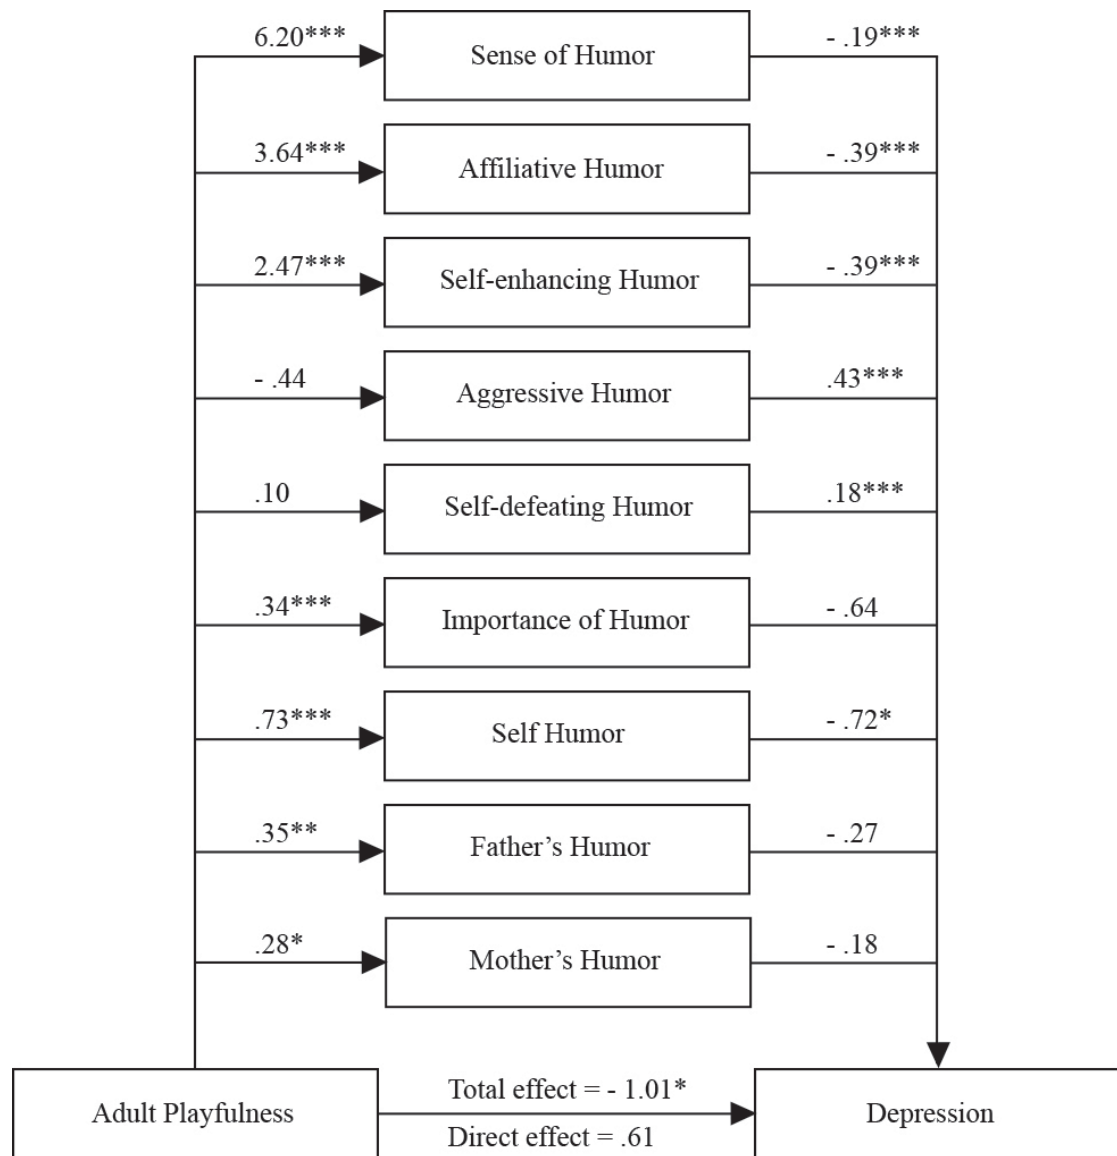 6.20*** Sense of Humor - .19***
3.64*** Affiliative Humor - .39***
2.47*** Self-enhancing Humor - .39***
- .44 Aggressive Humor .43***
.10 Self-defeating Humor .18***
.34*** Importance of Humor - .64
.73*** Self Humor - .72*
.35** Father’s Humor - .27
.28* Mother’s Humor - .18
Total effect = - 1.01*
Adult Playfulness Depression
Direct effect = .61